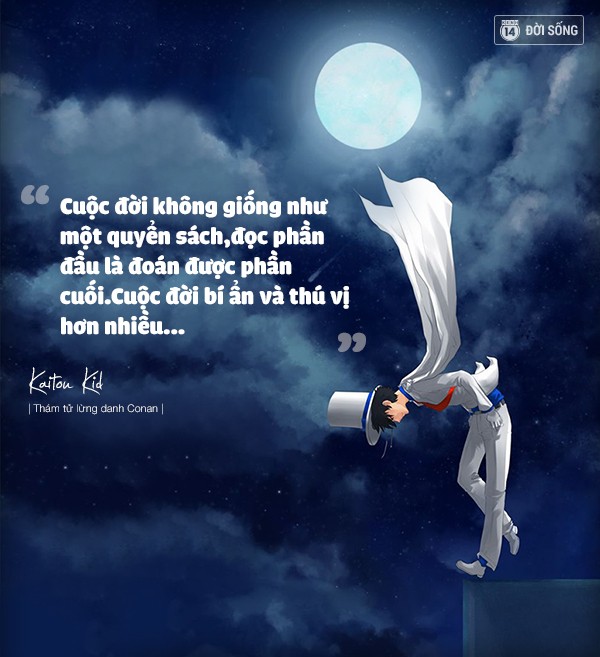 KENH 14 ĐỜI SỐNG
“
Cuộc đời không giống như
một quyển sách,đọc phần
đầu là đoán được phần
cuối.Cuộc đời bí ẩn và thú vị
hơn nhiều...
”
Kaitou Kid
| Thám tử lừng danh Conan |